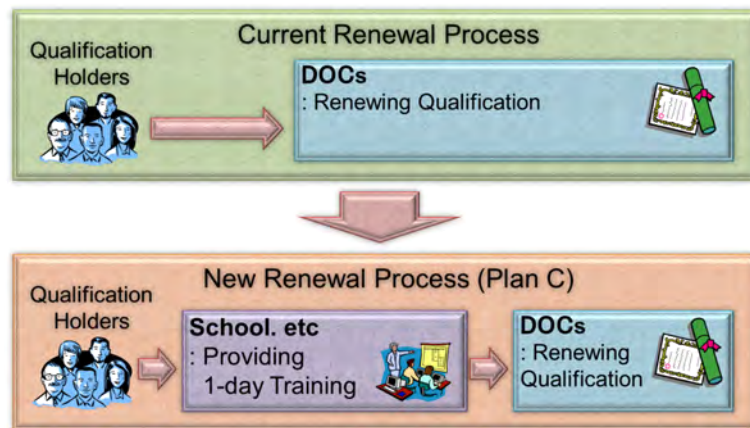 Current Renewal Process
Qualification
Holders
DOCs
: Renewing Qualification
New Renewal Process (Plan C)
Qualification
Holders
School. etc
: Providing
1-day Training
DOCs
: Renewing
Qualification